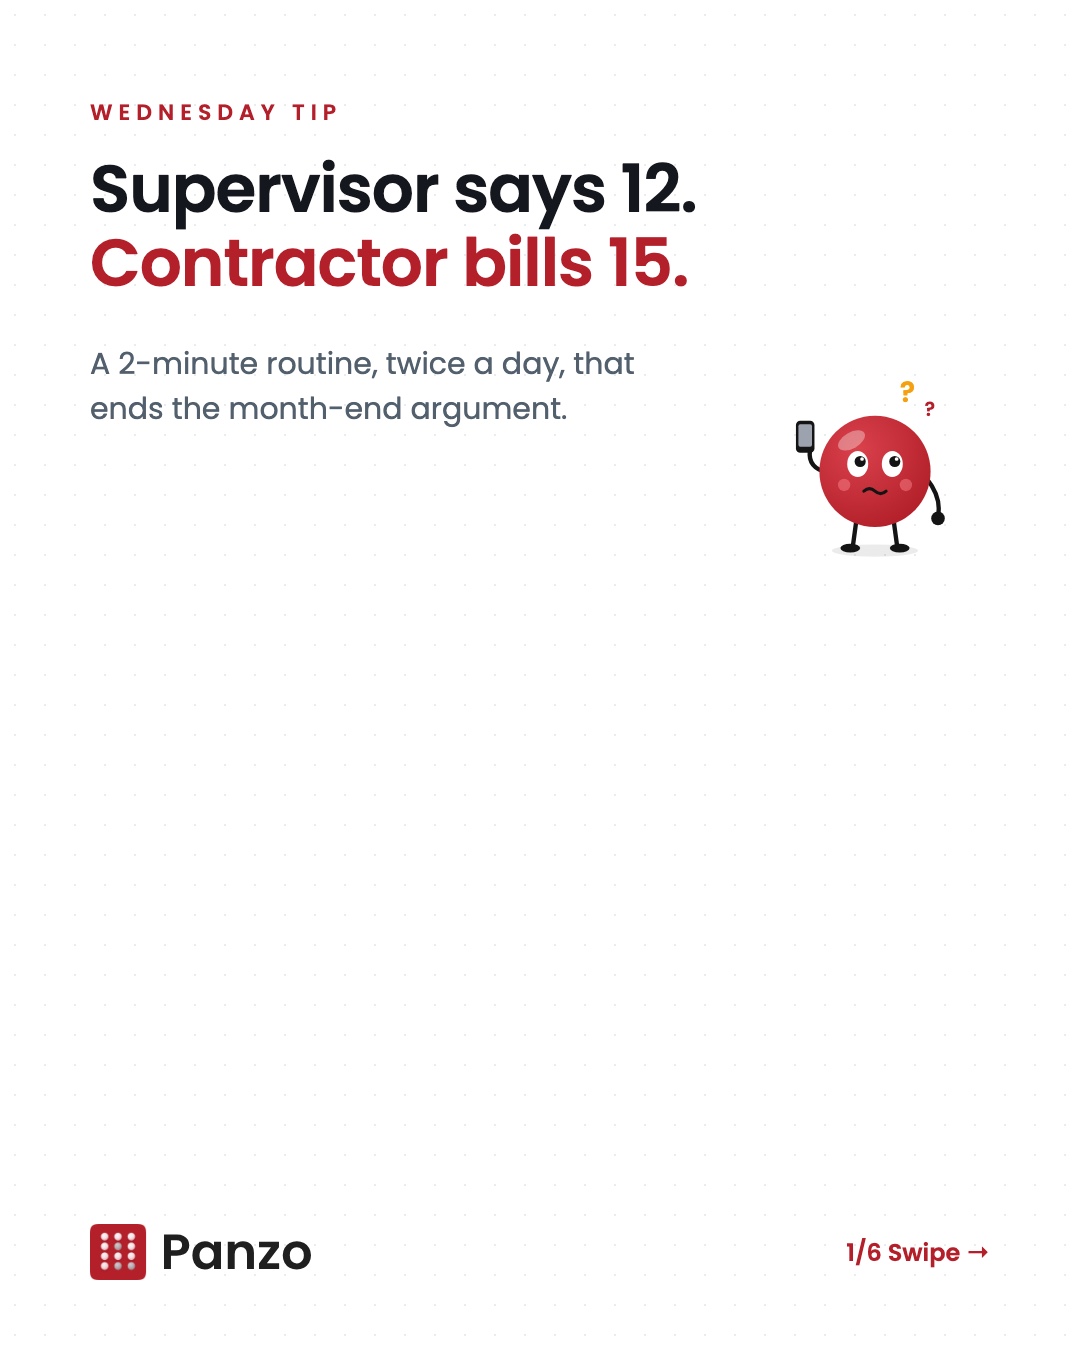 WEDNESDAY TIP
Supervisor says 12.
Contractor bills 15.
A 2-minute routine, twice a day, that
ends the month-end argument.
? ?
Panzo
1/6 Swipe →